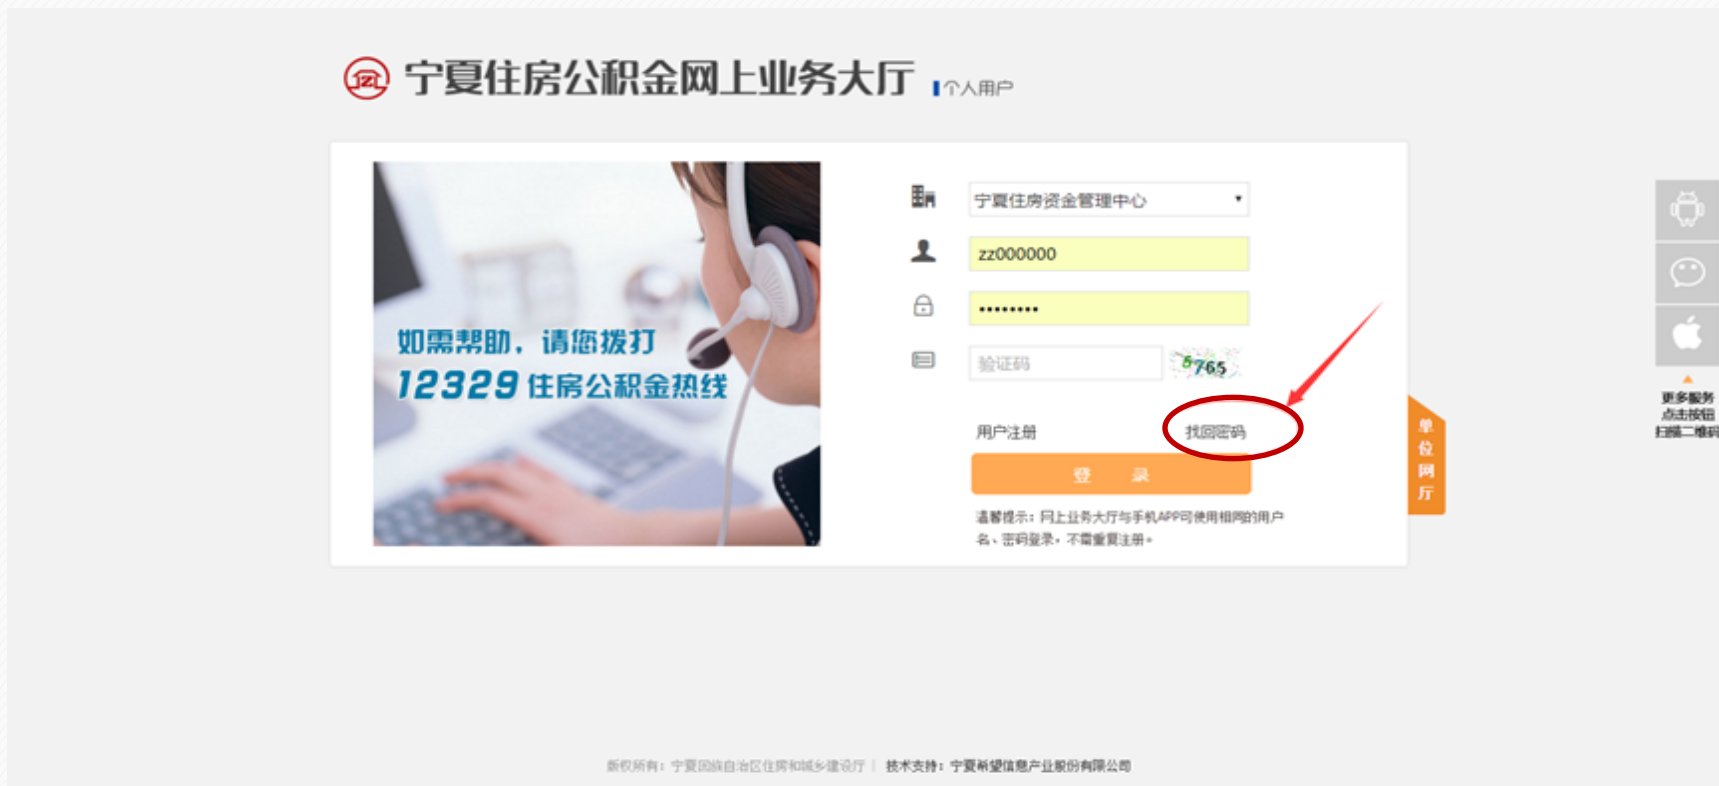 宁夏住房公积金网上业务大厅
个人用户
如需帮助，请您拨打
12329 住房公积金热线
宁夏住房资金管理中心
zz000000
••••••••
验证码
5765
用户注册
找回密码
登 录
温馨提示：网上业务大厅与手机APP可使用相同的用户
名、密码登录，不需重复注册。
单位网厅
更多服务
点击按钮
扫描二维码
版权所有：宁夏回族自治区住房和城乡建设厅 | 技术支持：宁夏希望信息产业股份有限公司